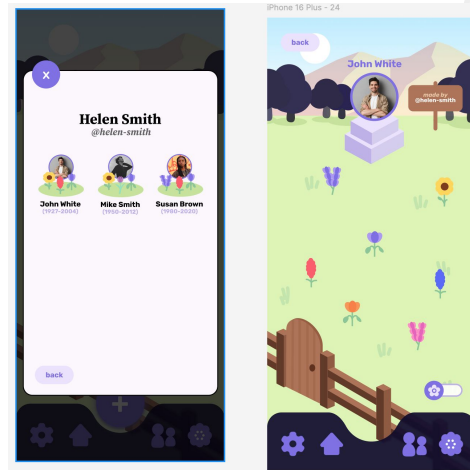 iPhone 16 Plus - 24
X
Helen Smith
@helen-smith
John White
(1927-2004)
Mike Smith
(1950-2012)
Susan Brown
(1980-2020)
back
back
John White
made by
@helen-smith